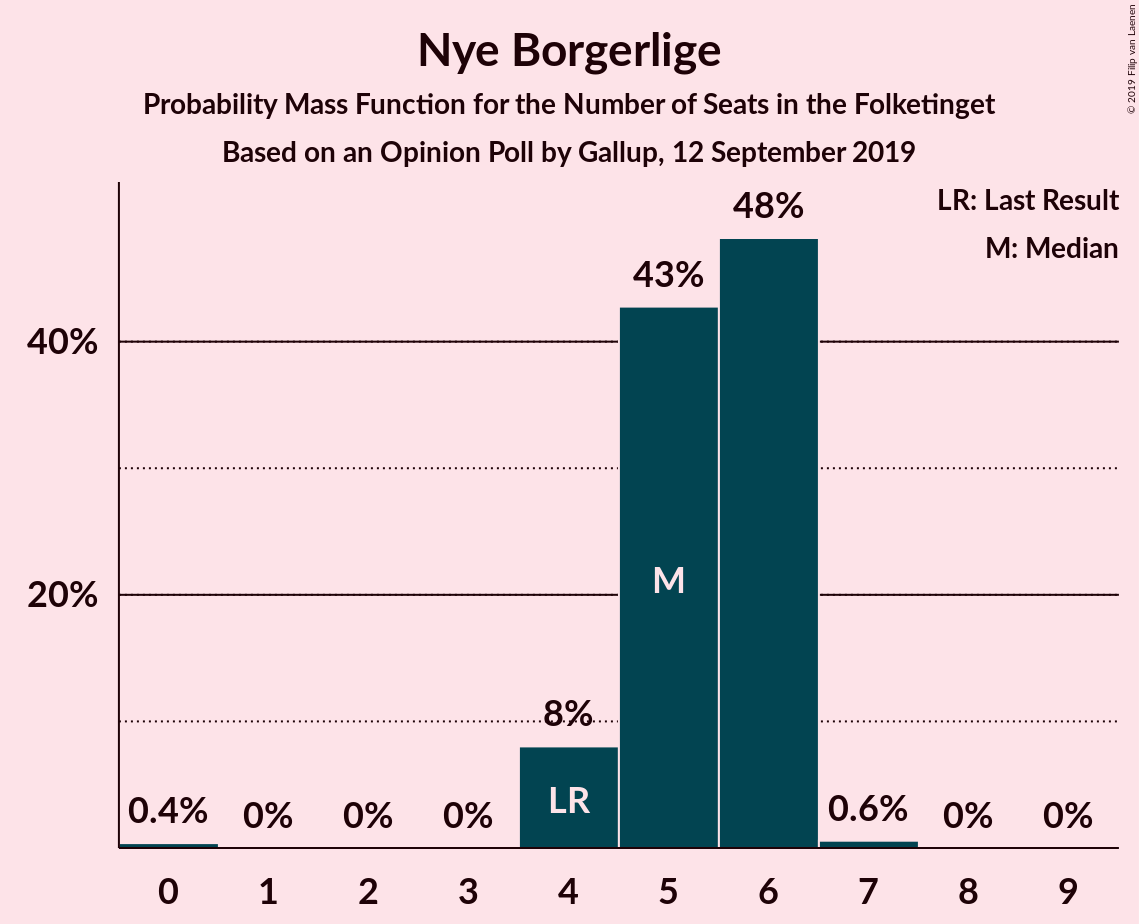 Nye Borgerlige
Probability Mass Function for the Number of Seats in the Folketinget
Based on an Opinion Poll by Gallup, 12 September 2019
© 2019 Filip van Laenen
LR: Last Result
M: Median
48%
43%
40%
M
20%
8%
LR
0.4%
0%
0%
0%
0.6%
0%
0%
0 1 2 3 4 5 6 7 8 9